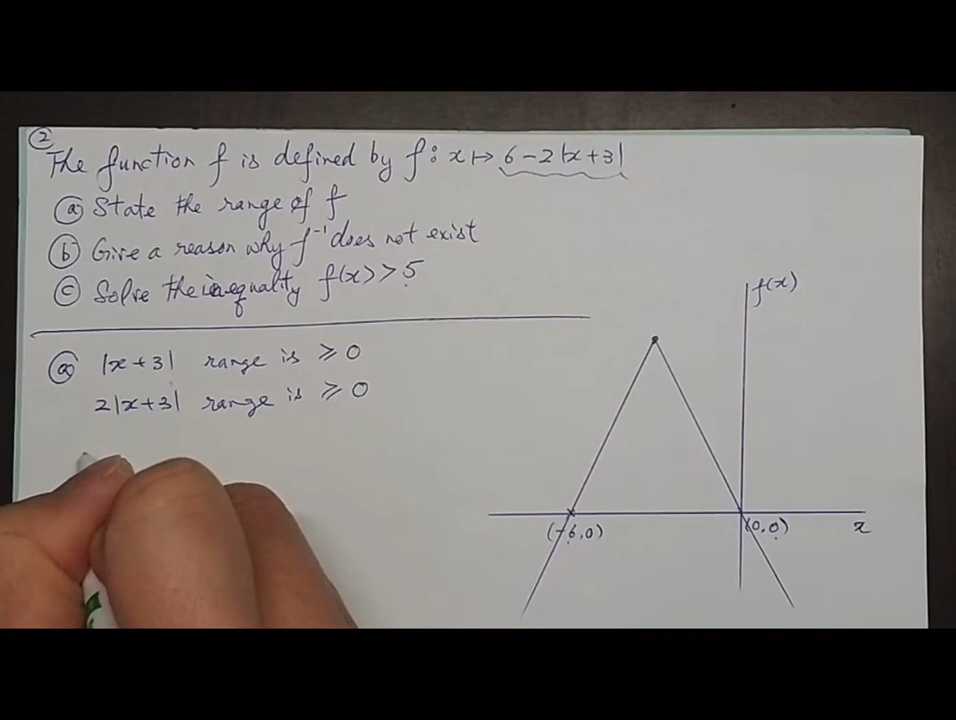 ②
The function f is defined by f : x ↦ 6 - 2|x+3|
ⓐ State the range of f
ⓑ Give a reason why f⁻¹ does not exist
ⓒ Solve the inequality f(x) > 5
ⓐ |x+3| range is ≥ 0
2|x+3| range is ≥ 0
f(x)
(-6,0)
(0,0)
x